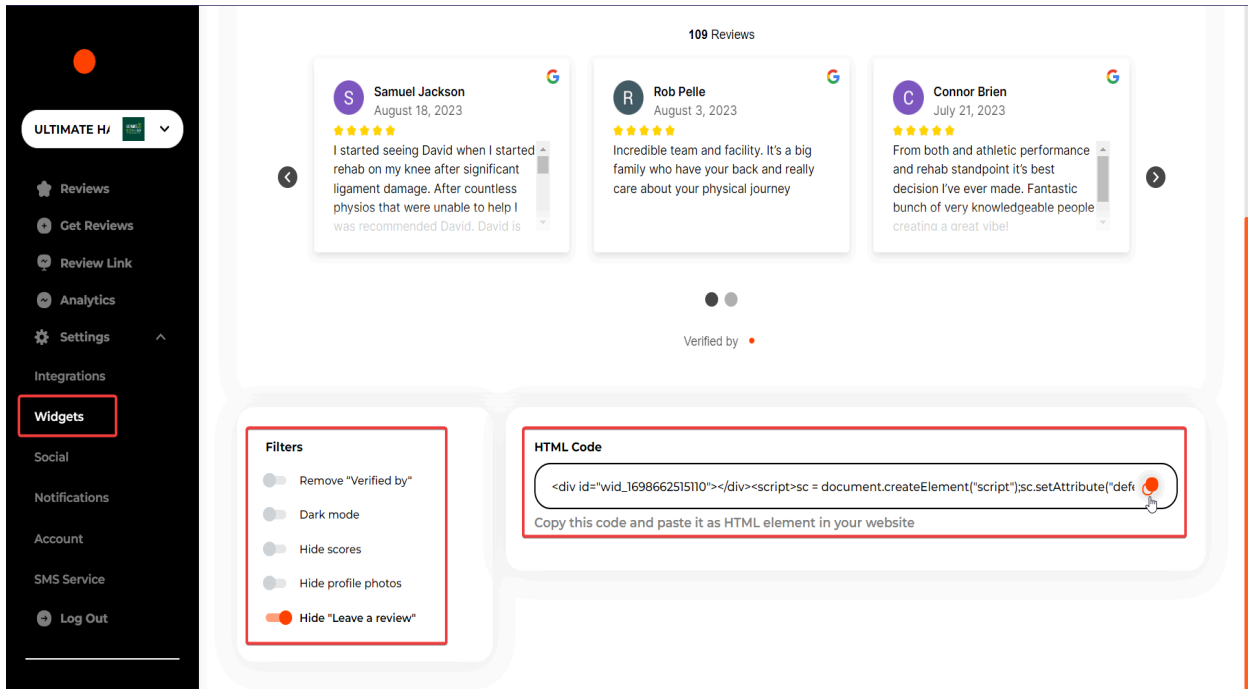 ULTIMATE H/
Reviews
Get Reviews
Review Link
Analytics
Settings
Integrations
Widgets
Social
Notifications
Account
SMS Service
Log Out
109 Reviews
S
Samuel Jackson
August 18, 2023
I started seeing David when I started
rehab on my knee after significant
ligament damage. After countless
physios that were unable to help I
was recommended David. David is
R
Rob Pelle
August 3, 2023
Incredible team and facility. It's a big
family who have your back and really
care about your physical journey
C
Connor Brien
July 21, 2023
From both and athletic performance
and rehab standpoint it's best
decision I've ever made. Fantastic
bunch of very knowledgeable people
creating a great vibe!
Verified by
Filters
Remove "Verified by"
Dark mode
Hide scores
Hide profile photos
Hide "Leave a review"
HTML Code
<div id="wid_1698662515110"></div><script>sc = document.createElement("script");sc.setAttribute("defe
Copy this code and paste it as HTML element in your website